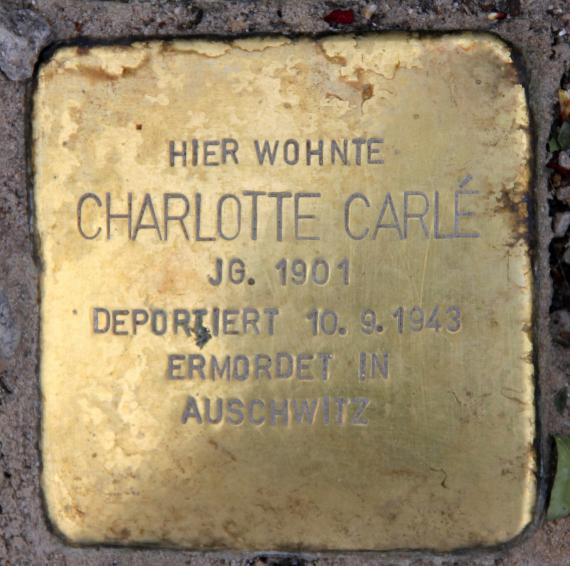 HIER WOHNTE
CHARLOTTE CARLÉ
JG. 1901
DEPORTIERT 10.9.1943
ERMORDET IN
AUSCHWITZ